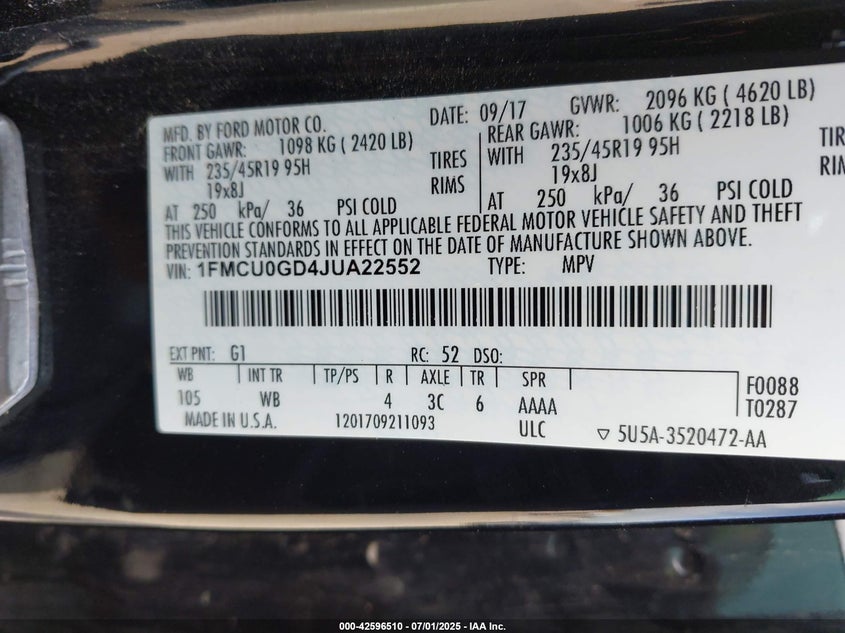 MFD. BY FORD MOTOR CO. DATE: 09/17 GVWR: 2096 KG ( 4620 LB)
FRONT GAWR: 1098 KG ( 2420 LB) REAR GAWR: 1006 KG ( 2218 LB)
WITH 235/45R19 95H TIRES WITH 235/45R19 95H TIRE
19x8J RIMS 19x8J RIM
AT 250 kPa/ 36 PSI COLD AT 250 kPa/ 36 PSI COLD
THIS VEHICLE CONFORMS TO ALL APPLICABLE FEDERAL MOTOR VEHICLE SAFETY AND THEFT
PREVENTION STANDARDS IN EFFECT ON THE DATE OF MANUFACTURE SHOWN ABOVE.
VIN: 1FMCU0GD4JUA22552 TYPE: MPV
EXT PNT: G1 RC: 52 DSO:
WB INT TR TP/PS R AXLE TR SPR F0088
105 WB 4 3C 6 AAAA T0287
MADE IN U.S.A. 1201709211093 ULC ▽ 5U5A-3520472-AA
000-42596510 - 07/01/2025 - IAA Inc.